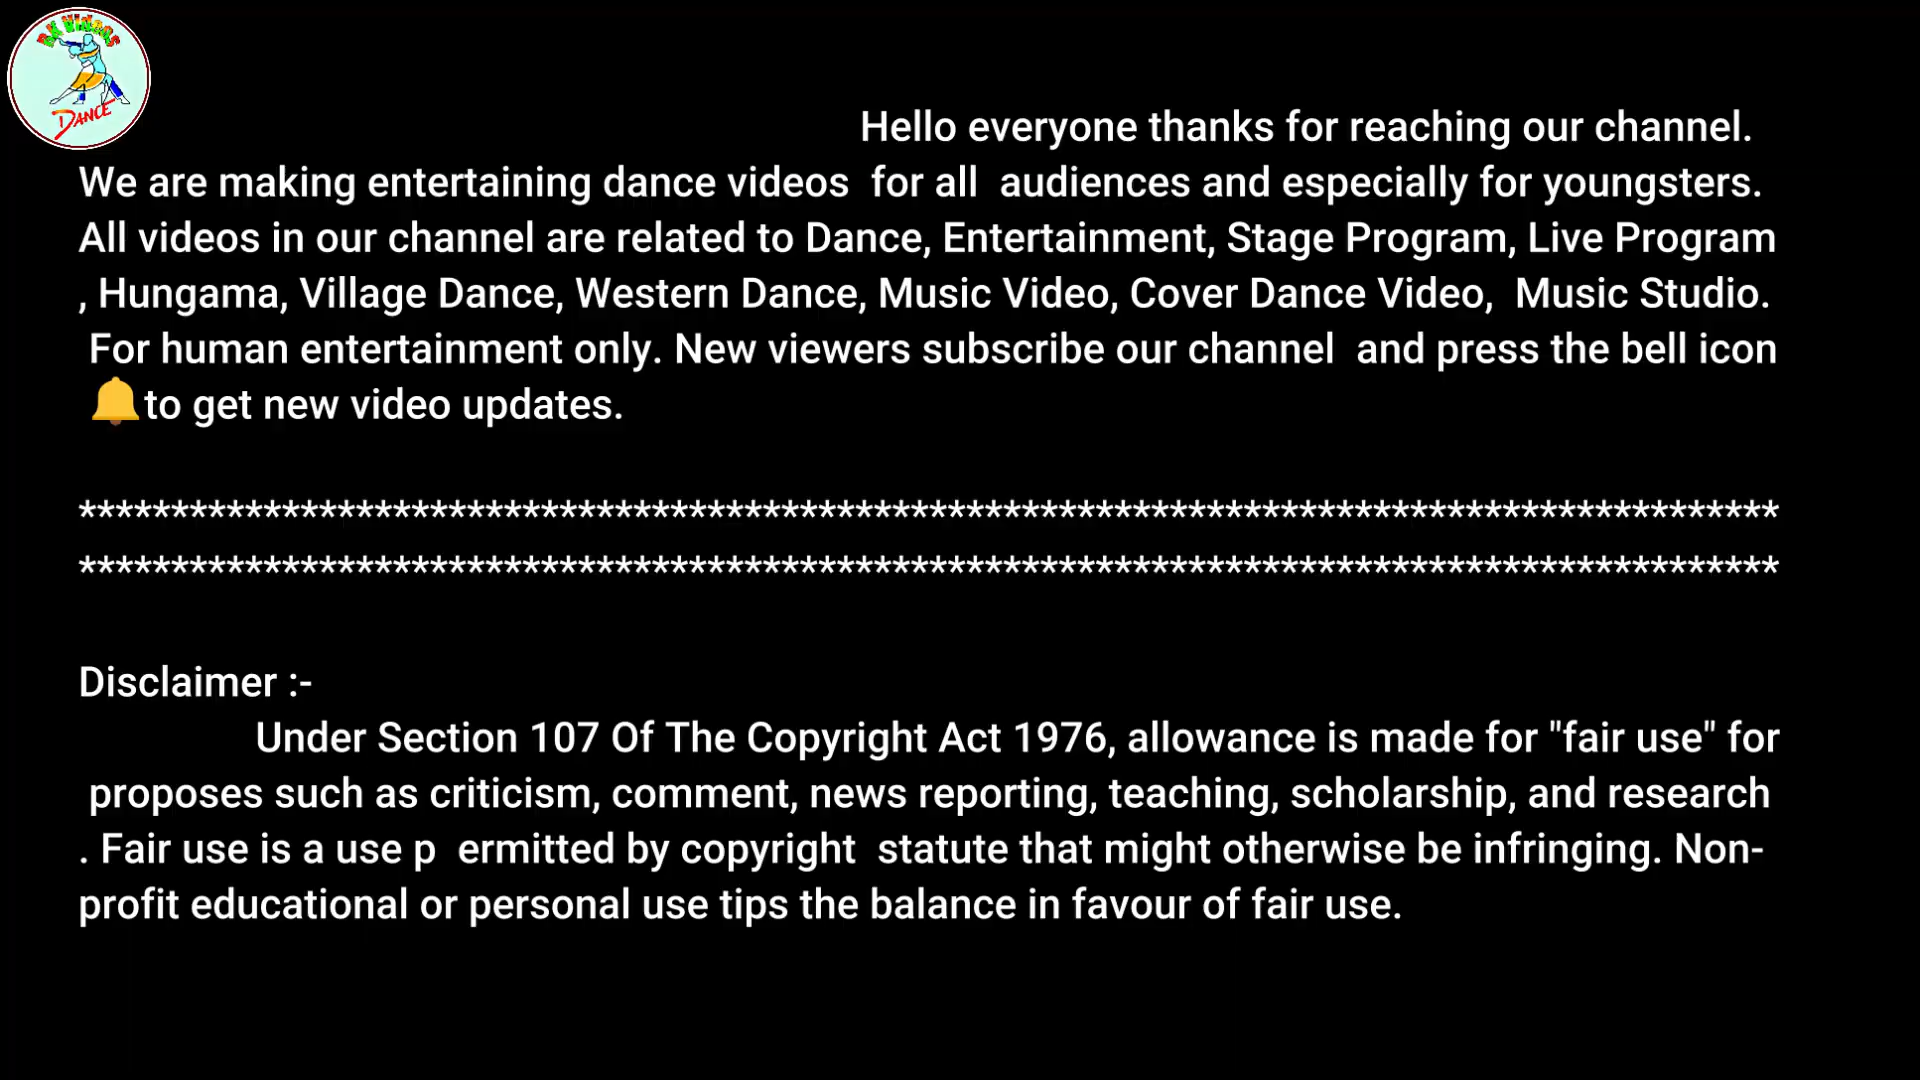 RK Videos
DANCE
Hello everyone thanks for reaching our channel.
We are making entertaining dance videos  for all  audiences and especially for youngsters.
All videos in our channel are related to Dance, Entertainment, Stage Program, Live Program
, Hungama, Village Dance, Western Dance, Music Video, Cover Dance Video,  Music Studio.
For human entertainment only. New viewers subscribe our channel  and press the bell icon
🔔to get new video updates.
********************************************************************************************
********************************************************************************************
Disclaimer :-
Under Section 107 Of The Copyright Act 1976, allowance is made for "fair use" for
proposes such as criticism, comment, news reporting, teaching, scholarship, and research
. Fair use is a use p  ermitted by copyright  statute that might otherwise be infringing. Non-
profit educational or personal use tips the balance in favour of fair use.